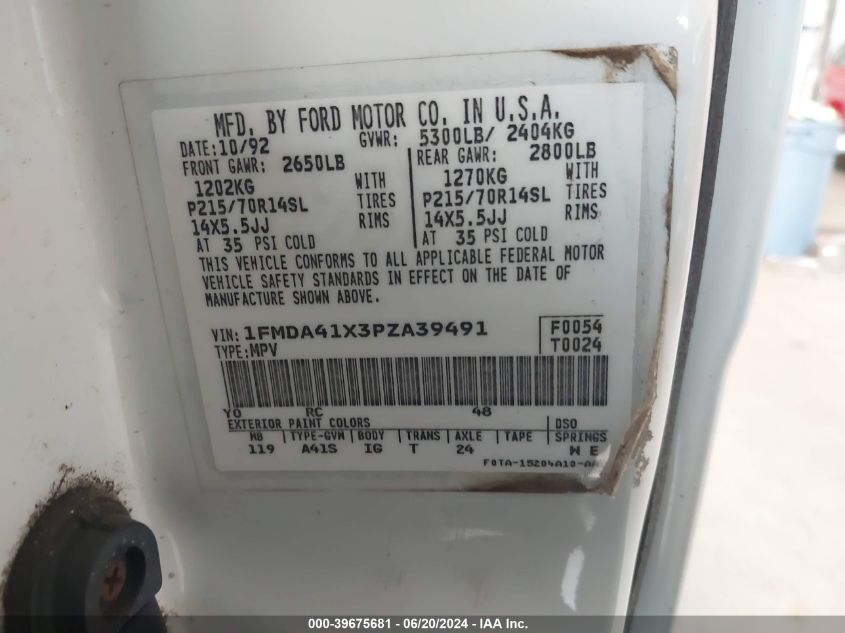 MFD. BY FORD MOTOR CO. IN U.S.A.
DATE: 10/92 GVWR: 5300LB/ 2404KG
FRONT GAWR: 2650LB REAR GAWR: 2800LB
1202KG WITH 1270KG WITH
P215/70R14SL TIRES P215/70R14SL TIRES
14X5.5JJ RIMS 14X5.5JJ RIMS
AT 35 PSI COLD AT 35 PSI COLD
THIS VEHICLE CONFORMS TO ALL APPLICABLE FEDERAL MOTOR
VEHICLE SAFETY STANDARDS IN EFFECT ON THE DATE OF
MANUFACTURE SHOWN ABOVE.
VIN: 1FMDA41X3PZA39491 F0054
TYPE: MPV T0024
YO RC 48
EXTERIOR PAINT COLORS DSO
WB TYPE-GVW BODY TRANS AXLE TAPE SPRINGS
119 A41S IG T 24 W E
F0TA-15204A10-AA
000-39675681 - 06/20/2024 - IAA Inc.